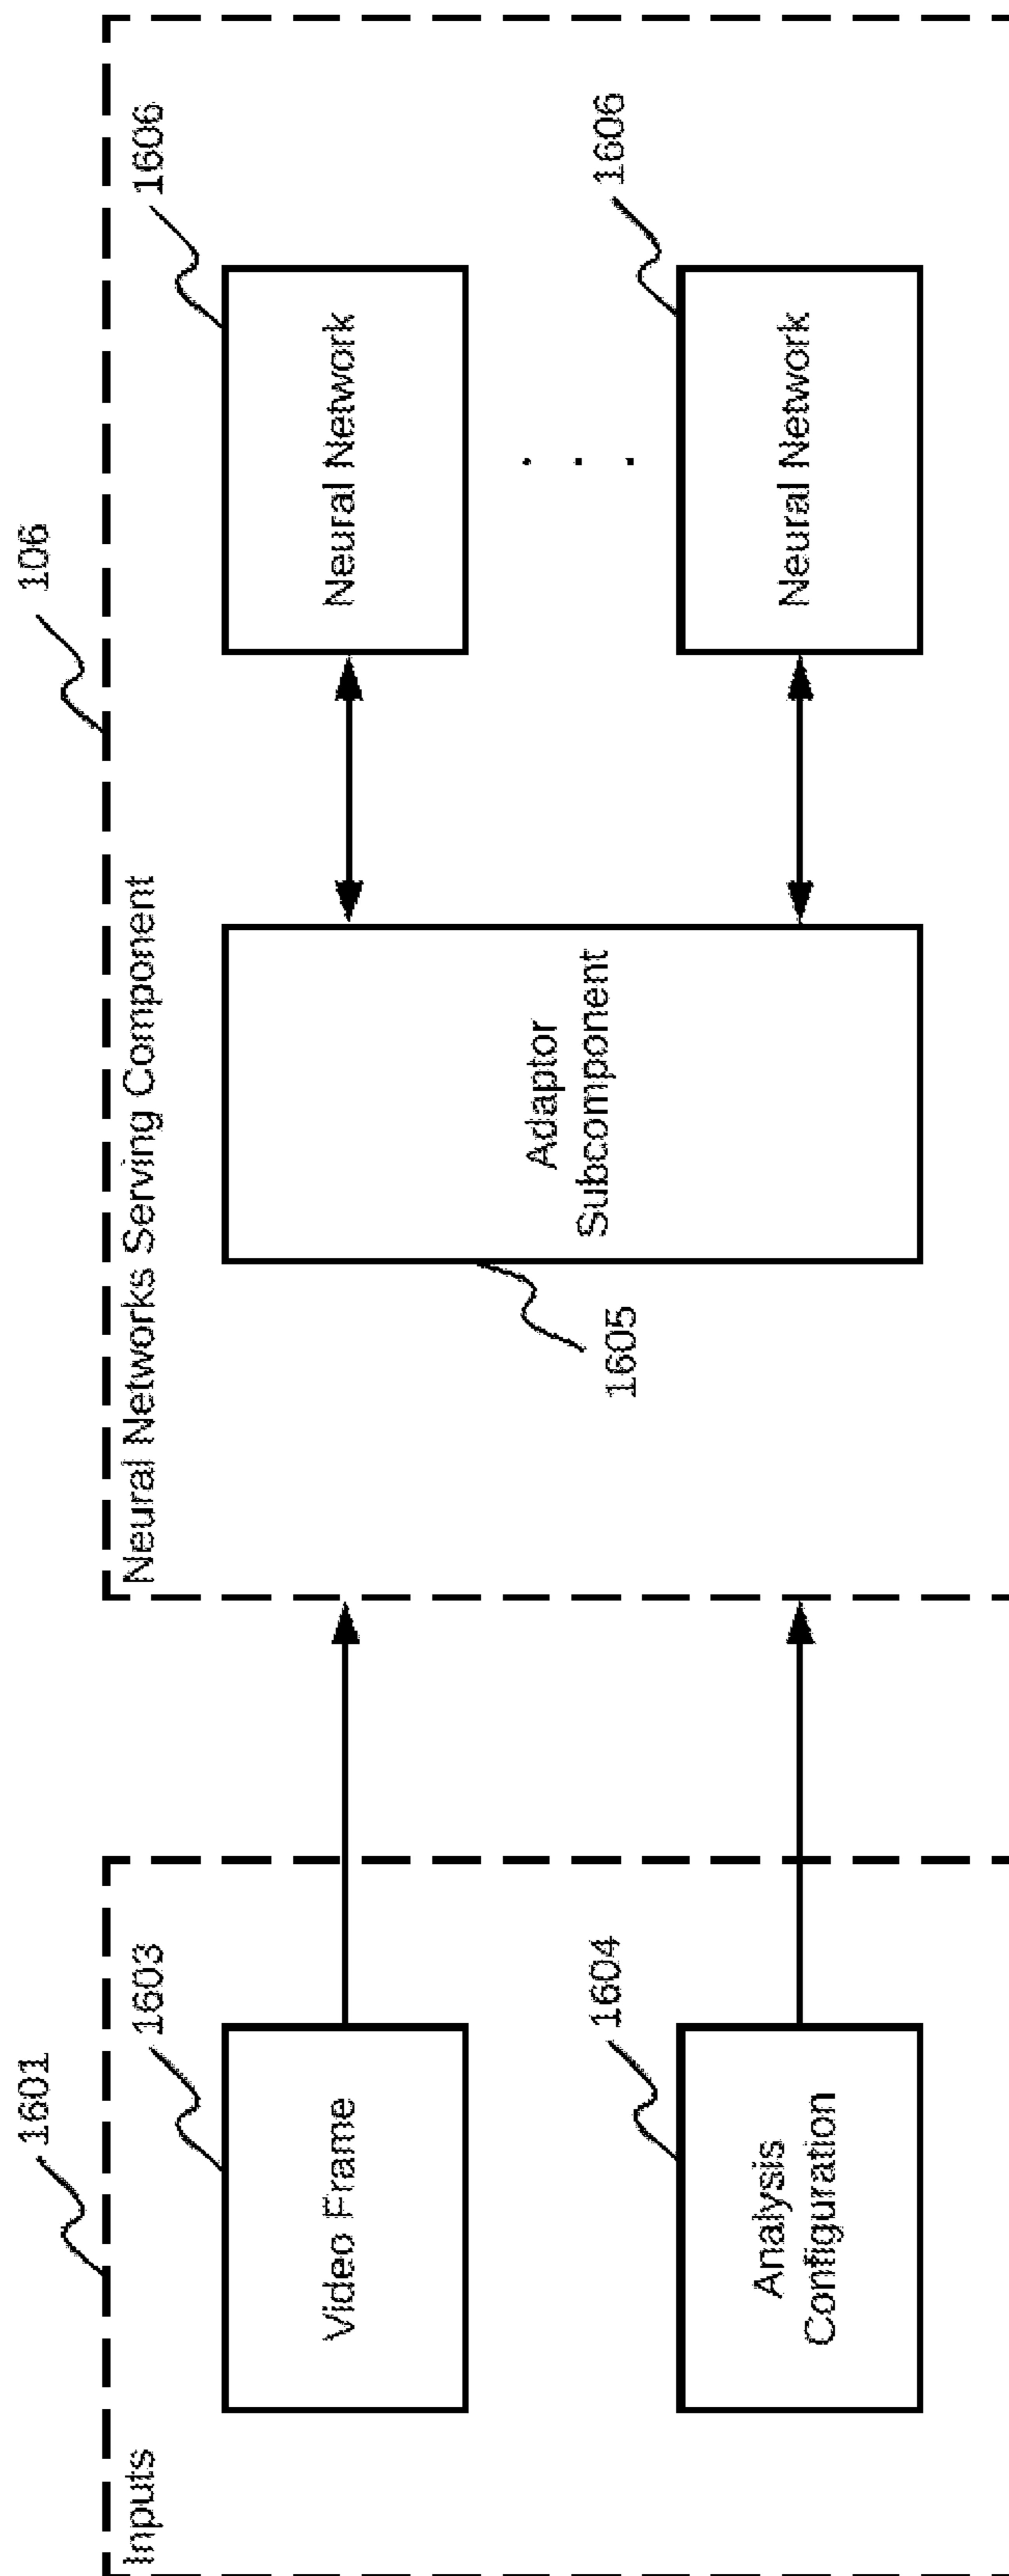 1601
Inputs
1603
Video Frame
1604
Analysis
Configuration
106
Neural Networks Serving Component
1605
Adaptor
Subcomponent
1606
Neural Network
. . .
1606
Neural Network